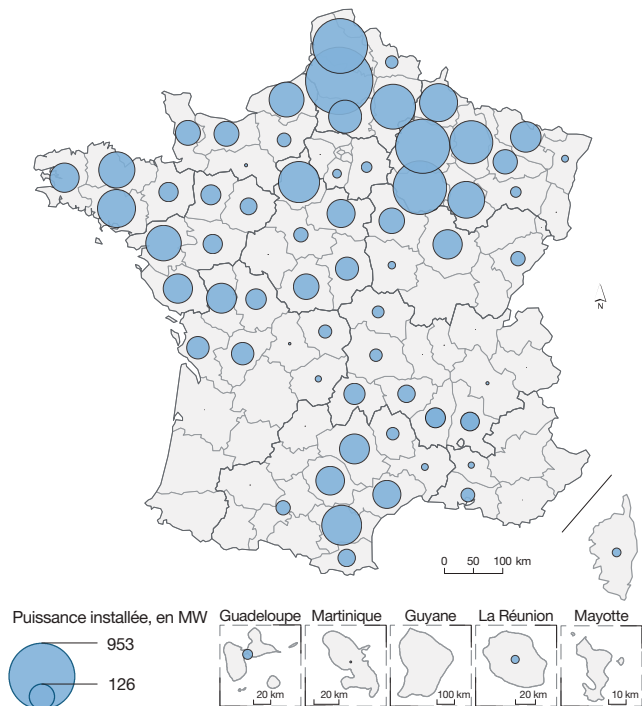 N
0 50 100 km
Puissance installée, en MW
953
126
Guadeloupe
20 km
Martinique
20 km
Guyane
100 km
La Réunion
20 km
Mayotte
10 km